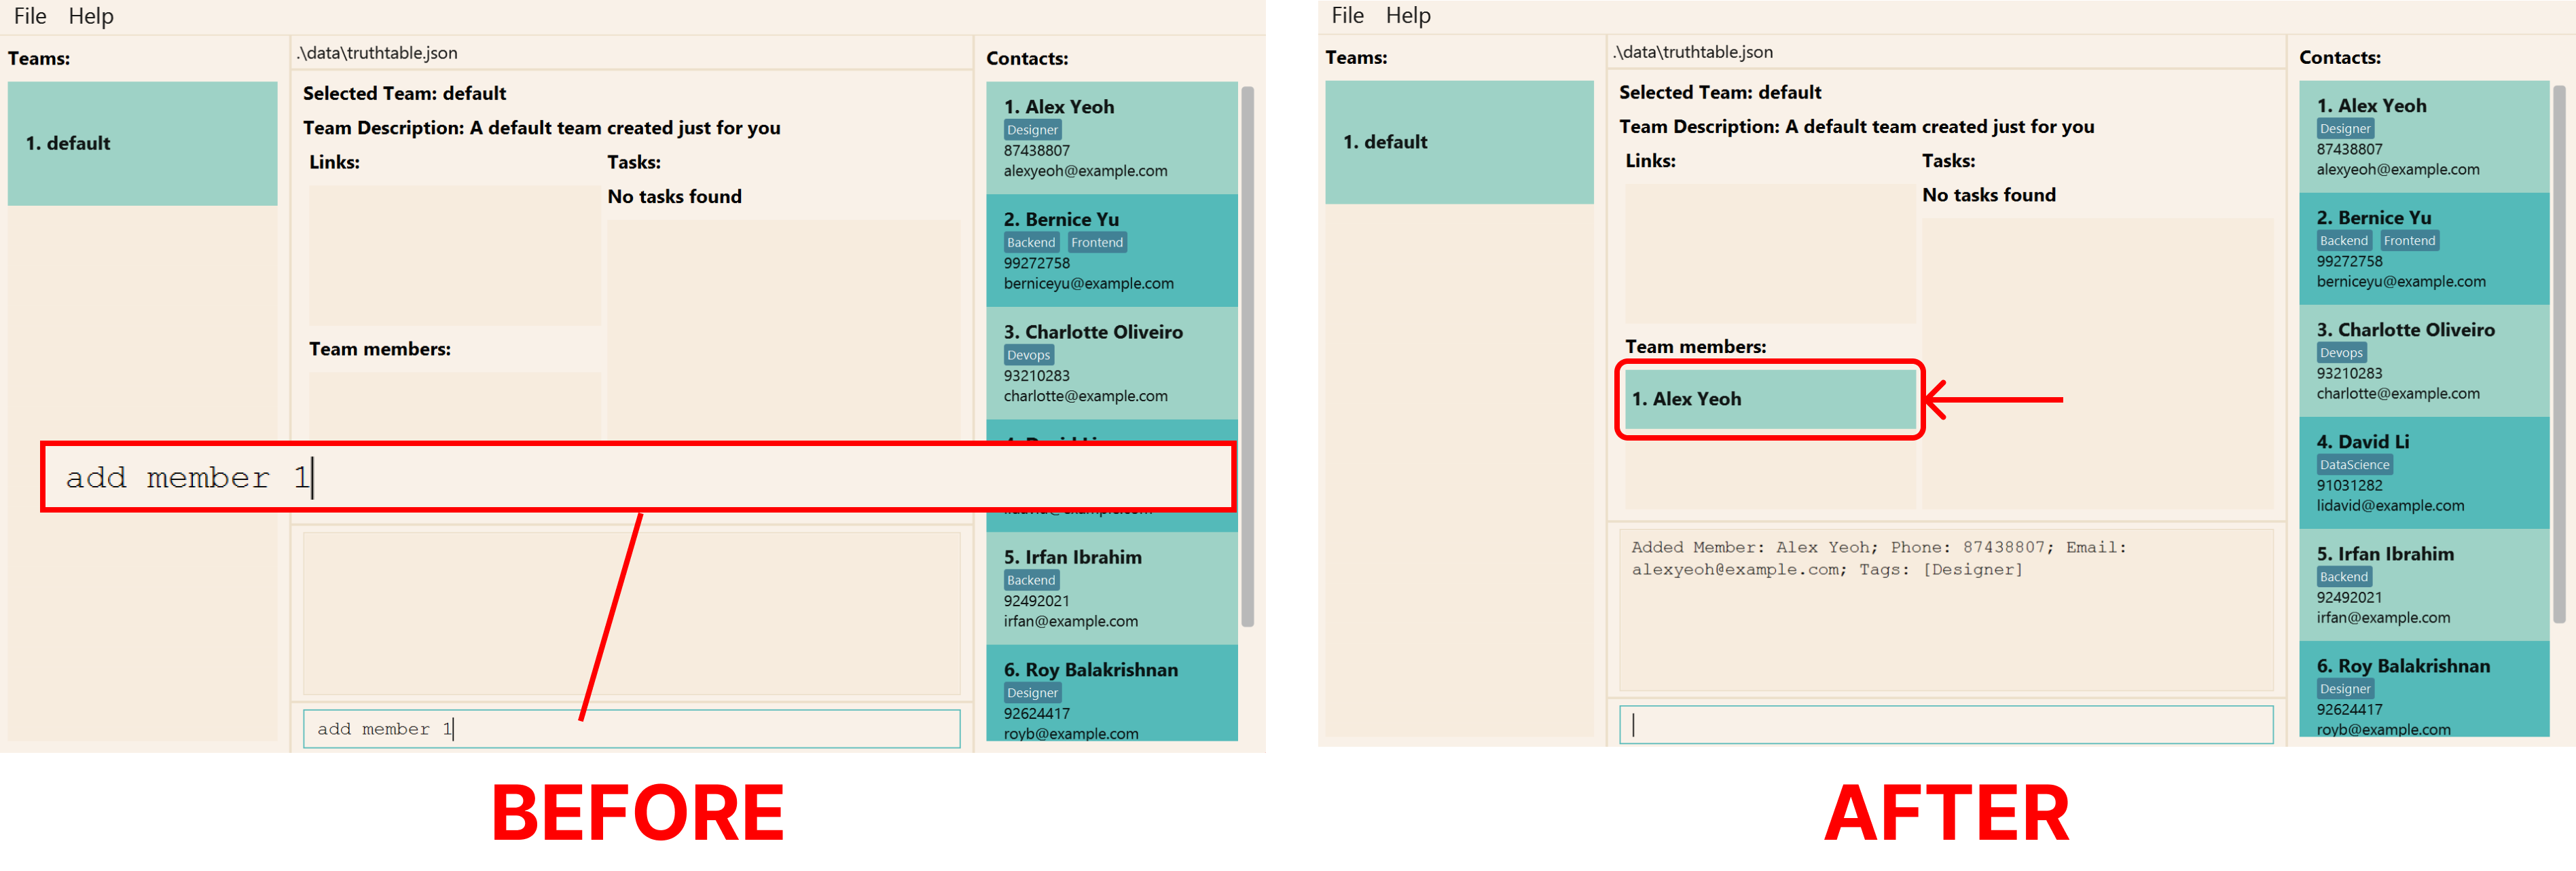 File Help
Teams:
1. default
.\data\truthtable.json
Selected Team: default
Team Description: A default team created just for you
Links:
Tasks:
No tasks found
Team members:
add member 1
add member 1
Contacts:
1. Alex Yeoh
Designer
87438807
alexyeoh@example.com
2. Bernice Yu
Backend Frontend
99272758
berniceyu@example.com
3. Charlotte Oliveiro
Devops
93210283
charlotte@example.com
5. Irfan Ibrahim
Backend
92492021
irfan@example.com
6. Roy Balakrishnan
Designer
92624417
royb@example.com
BEFORE
File Help
Teams:
1. default
.\data\truthtable.json
Selected Team: default
Team Description: A default team created just for you
Links:
Tasks:
No tasks found
Team members:
1. Alex Yeoh
Added Member: Alex Yeoh; Phone: 87438807; Email:
alexyeoh@example.com; Tags: [Designer]
Contacts:
1. Alex Yeoh
Designer
87438807
alexyeoh@example.com
2. Bernice Yu
Backend Frontend
99272758
berniceyu@example.com
3. Charlotte Oliveiro
Devops
93210283
charlotte@example.com
4. David Li
DataScience
91031282
lidavid@example.com
5. Irfan Ibrahim
Backend
92492021
irfan@example.com
6. Roy Balakrishnan
Designer
92624417
royb@example.com
AFTER